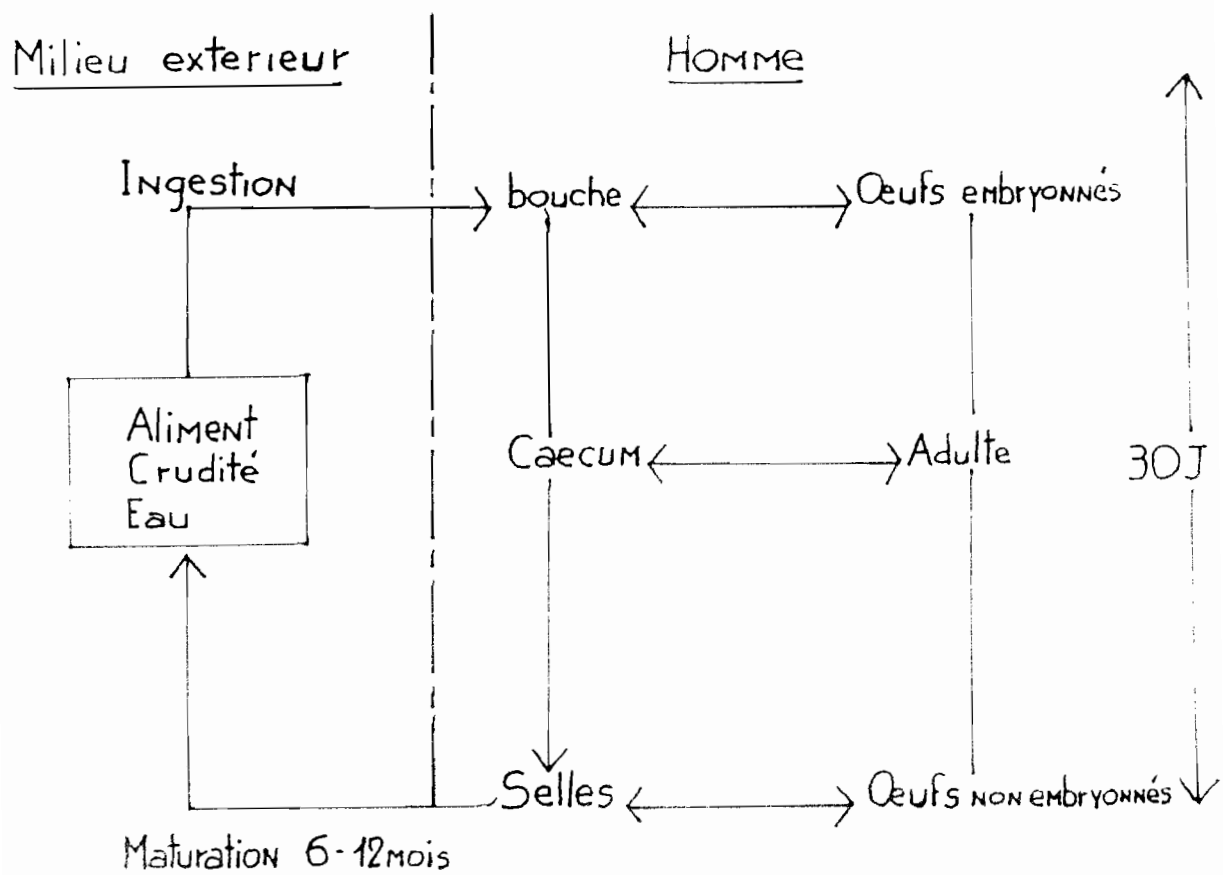 Milieu exterieur
Homme
Ingestion
bouche
Œufs embryonnés
Aliment
Crudité
Eau
Caecum
Adulte
30J
Selles
Œufs non embryonnés
Maturation 6-12mois